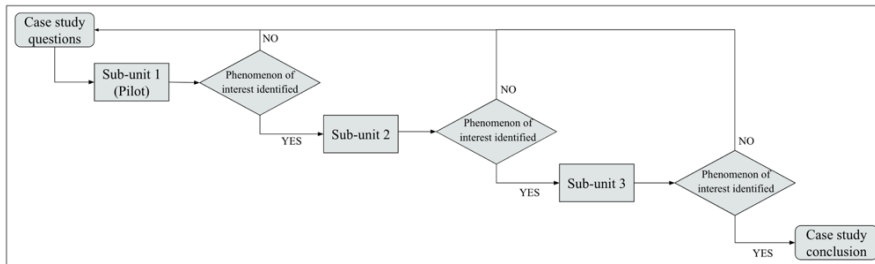 Case study
questions
NO
Sub-unit 1
(Pilot)
Phenomenon of
interest identified
YES
Sub-unit 2
NO
Phenomenon of
interest identified
YES
Sub-unit 3
NO
Phenomenon of
interest identified
YES
Case study
conclusion